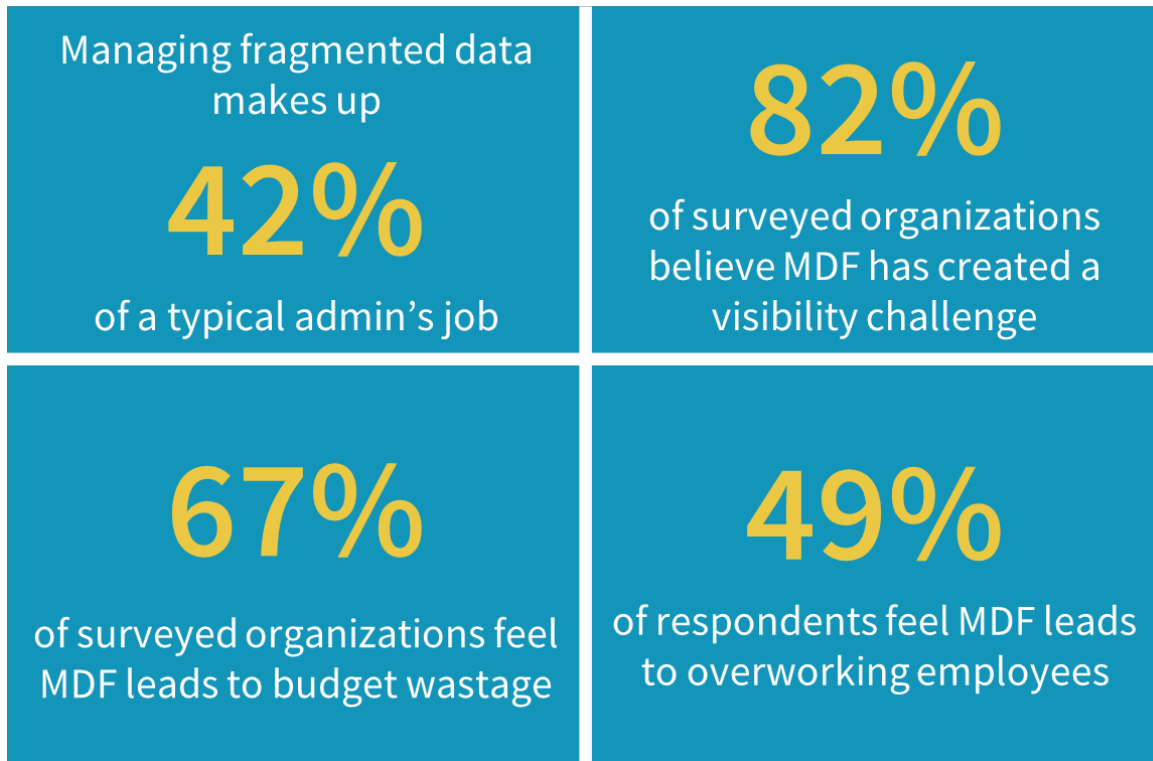 Managing fragmented data
makes up
42%
of a typical admin’s job
82%
of surveyed organizations
believe MDF has created a
visibility challenge
67%
of surveyed organizations feel
MDF leads to budget wastage
49%
of respondents feel MDF leads
to overworking employees